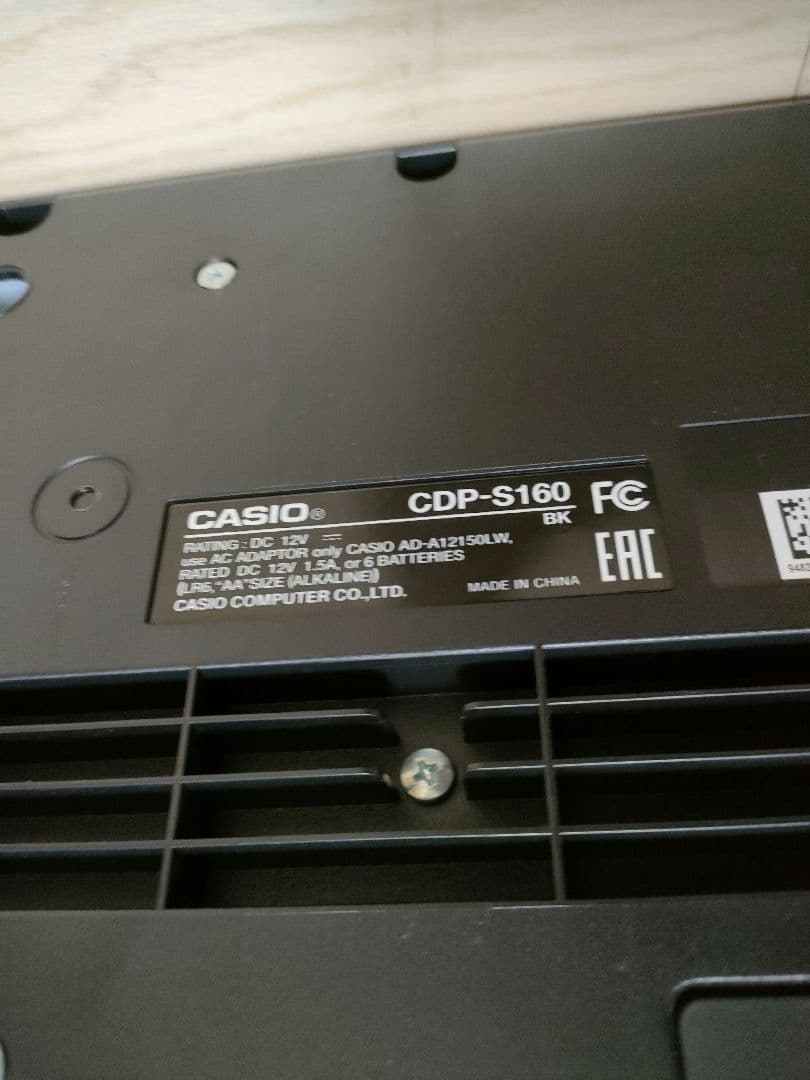 CASIO®
CDP-S160
BK
RATING : DC 12V ⎓
use AC ADAPTOR only CASIO AD-A12150LW,
RATED DC 12V 1.5A, or 6 BATTERIES
(LR6,"AA"SIZE (ALKALINE))
CASIO COMPUTER CO.,LTD.
MADE IN CHINA
FC
EAC